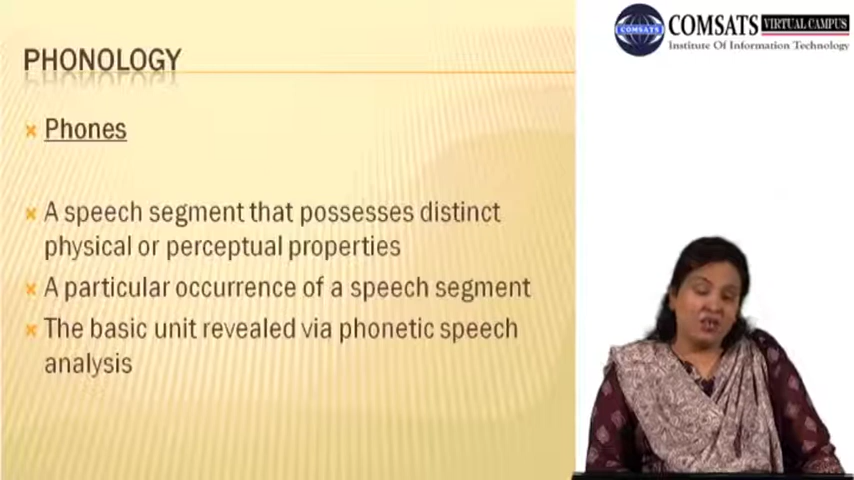 PHONOLOGY
Phones
A speech segment that possesses distinct
physical or perceptual properties
A particular occurrence of a speech segment
The basic unit revealed via phonetic speech
analysis
COMSATS
COMSATS VIRTUAL CAMPUS
Institute Of Information Technology